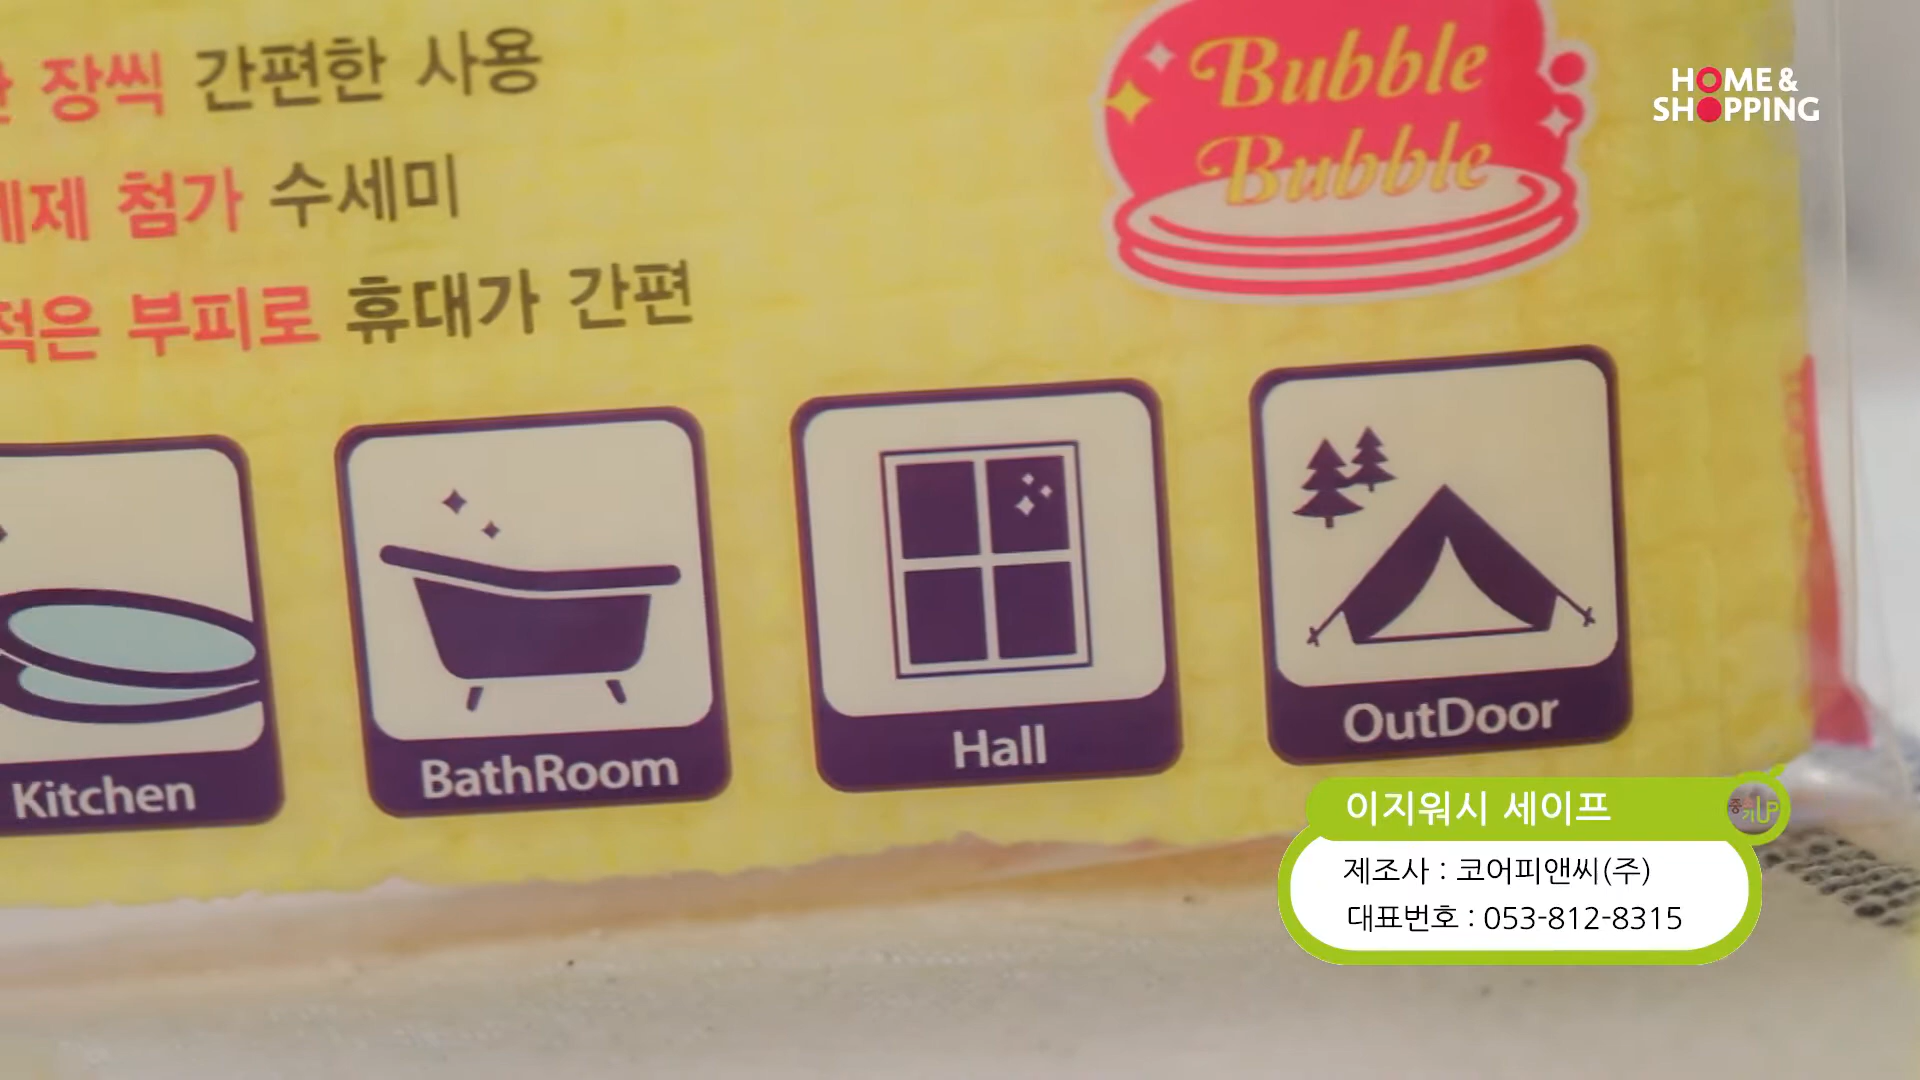 장씩 간편한 사용
첨가 수세미
부피로 휴대가 간편
Bubble
Bubble
HOME&
SHOPPING
Kitchen
BathRoom
Hall
OutDoor
이지워시 세이프
제조사 : 코어피앤씨(주)
대표번호 : 053-812-8315